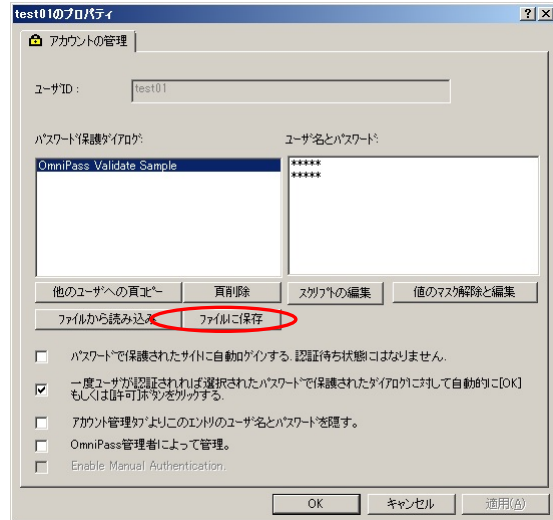 test01のプロパティ
アカウントの管理
ユーザID :
test01
パスワード保護ダイアログ:
ユーザ名とパスワード:
OmniPass Validate Sample
*****
*****
他のユーザへの頁コピー
頁削除
スクリプトの編集
値のマスク解除と編集
ファイルから読み込み
ファイルに保存
パスワードで保護されたサイトに自動ログインする. 認証待ち状態にはなりません.
一度ユーザが認証されれば選択されたパスワードで保護されたダイアログに対して自動的に[OK]
もしくは[許可]ボタンをクリックする.
アカウント管理タブよりこのエントリのユーザ名とパスワードを隠す。
OmniPass管理者によって管理。
Enable Manual Authentication.
OK
キャンセル
適用(A)